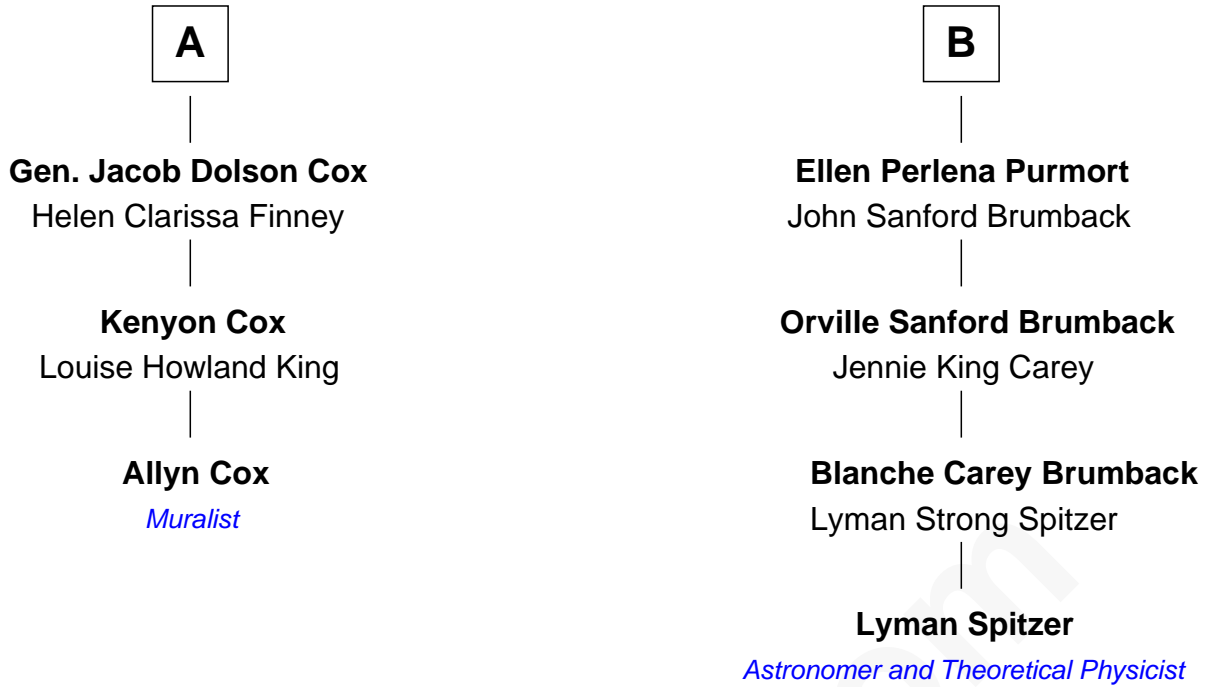 A
Gen. Jacob Dolson Cox
Helen Clarissa Finney
Kenyon Cox
Louise Howland King
Allyn Cox
Muralist
B
Ellen Perlena Purmort
John Sanford Brumback
Orville Sanford Brumback
Jennie King Carey
Blanche Carey Brumback
Lyman Strong Spitzer
Lyman Spitzer
Astronomer and Theoretical Physicist